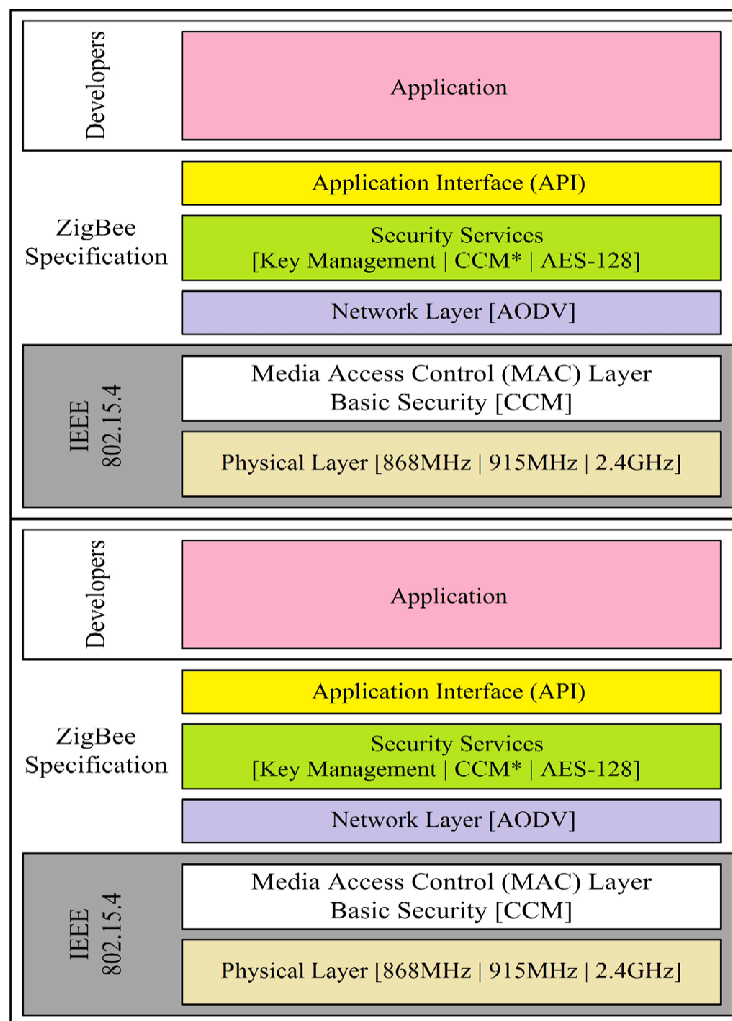 Developers
Application
ZigBee
Specification
Application Interface (API)
Security Services
[Key Management | CCM* | AES-128]
Network Layer [AODV]
IEEE
802.15.4
Media Access Control (MAC) Layer
Basic Security [CCM]
Physical Layer [868MHz | 915MHz | 2.4GHz]
Developers
Application
ZigBee
Specification
Application Interface (API)
Security Services
[Key Management | CCM* | AES-128]
Network Layer [AODV]
IEEE
802.15.4
Media Access Control (MAC) Layer
Basic Security [CCM]
Physical Layer [868MHz | 915MHz | 2.4GHz]